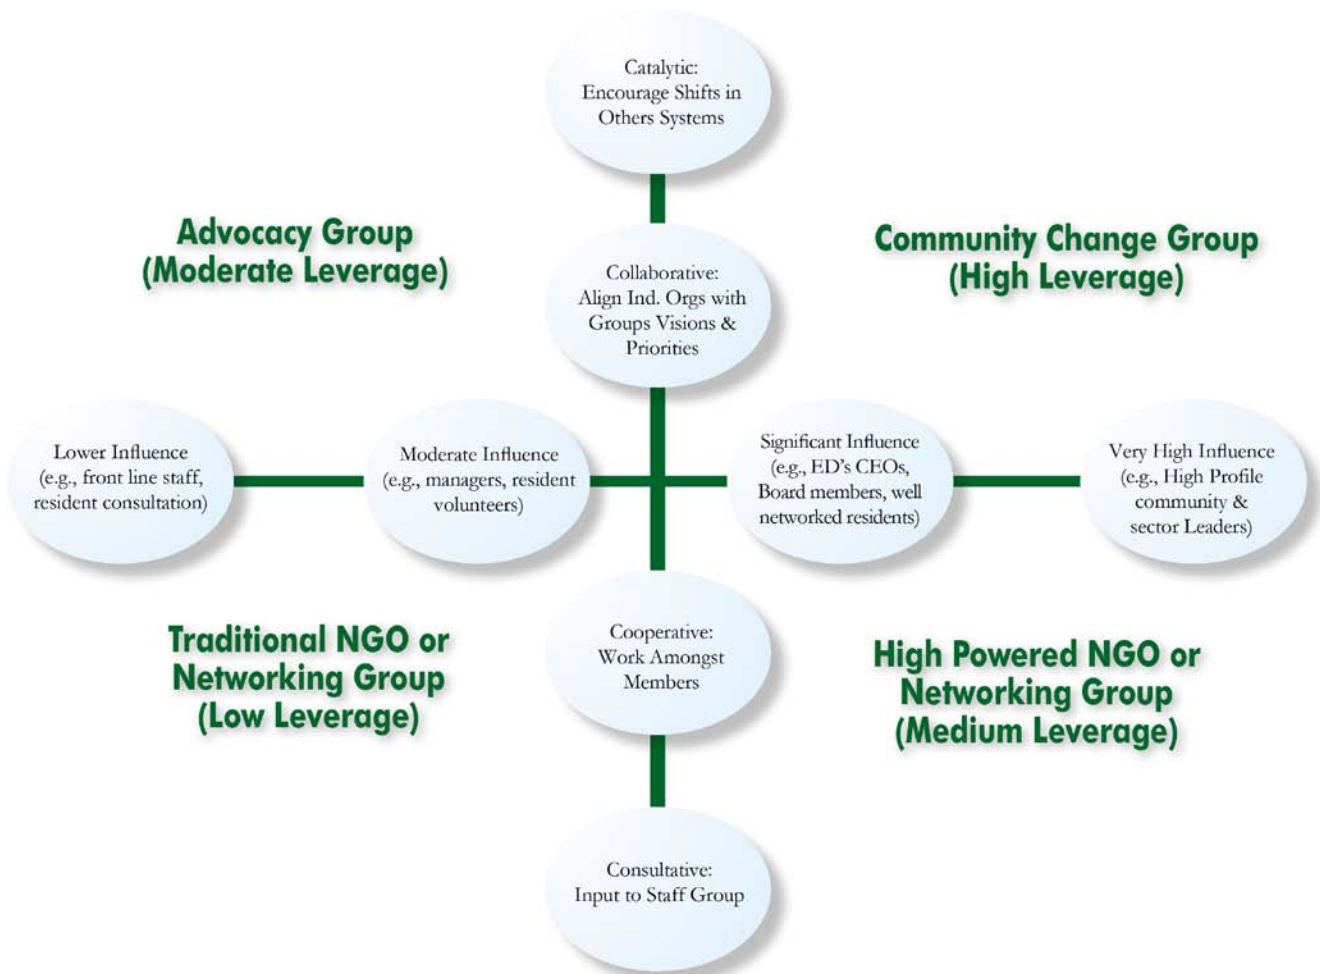 Catalytic:
Encourage Shifts in
Others Systems
Advocacy Group
(Moderate Leverage)
Community Change Group
(High Leverage)
Collaborative:
Align Ind. Orgs with
Groups Visions &
Priorities
Lower Influence
(e.g., front line staff,
resident consultation)
Moderate Influence
(e.g., managers, resident
volunteers)
Significant Influence
(e.g., ED's CEOs,
Board members, well
networked residents)
Very High Influence
(e.g., High Profile
community &
sector Leaders)
Traditional NGO or
Networking Group
(Low Leverage)
Cooperative:
Work Amongst
Members
High Powered NGO or
Networking Group
(Medium Leverage)
Consultative:
Input to Staff Group